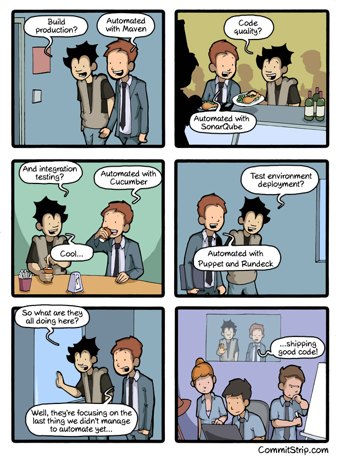 Build
production?
Automated
with Maven
Code
quality?
Automated with
SonarQube
And integration
testing?
Automated with
Cucumber
Cool...
Test environment
deployment?
Automated with
Puppet and Rundeck
So what are they
all doing here?
Well, they're focusing on the
last thing we didn't manage
to automate yet...
...shipping
good code!
CommitStrip.com